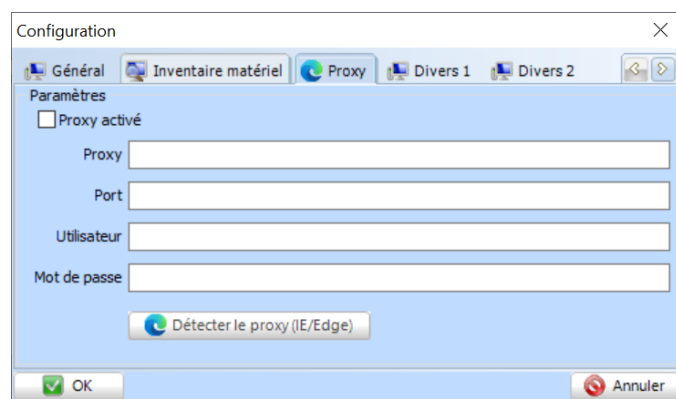 Configuration
Général Inventaire matériel Proxy Divers 1 Divers 2
Paramètres
Proxy activé
Proxy
Port
Utilisateur
Mot de passe
Détecter le proxy (IE/Edge)
OK Annuler